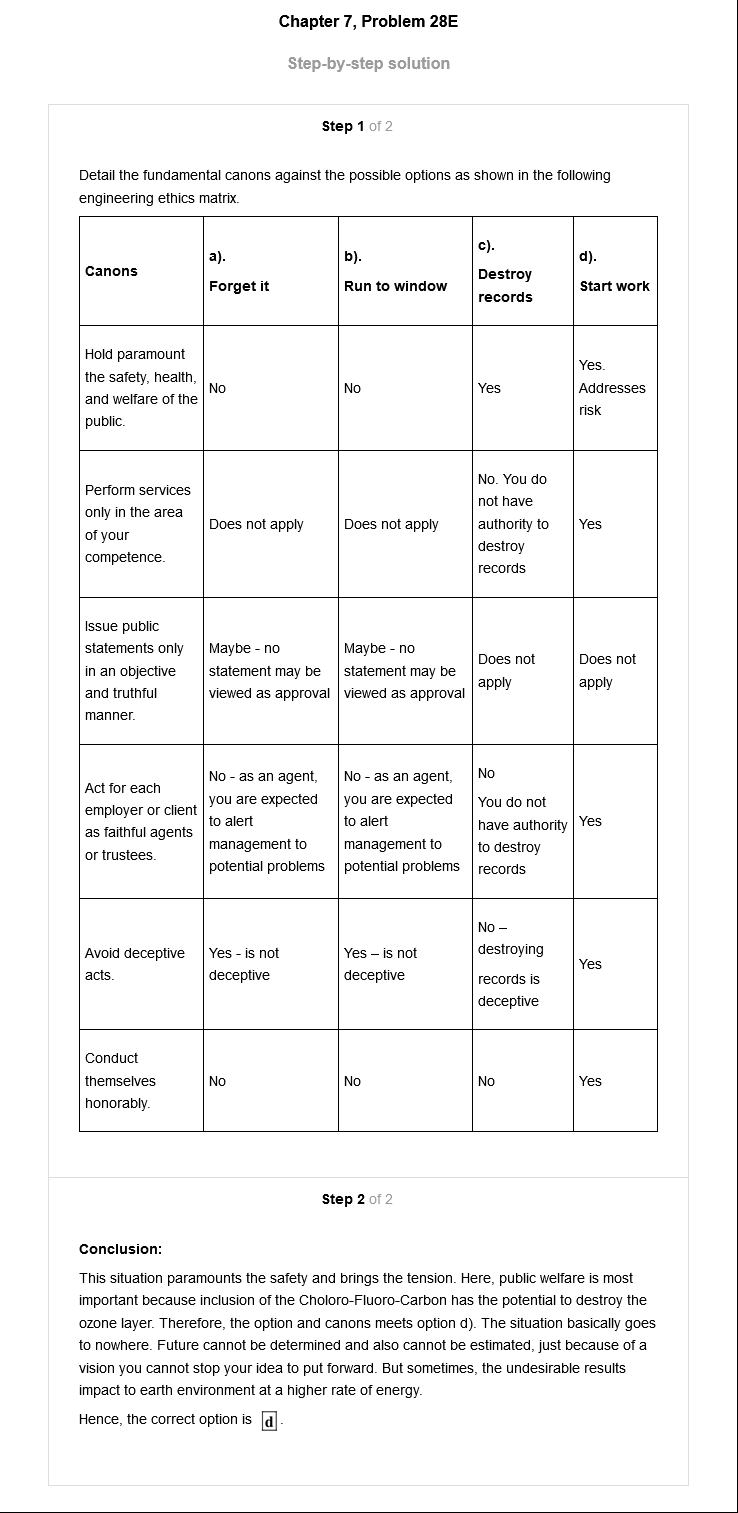 Chapter 7, Problem 28E
Step-by-step solution
Step 1 of 2
Detail the fundamental canons against the possible options as shown in the following
engineering ethics matrix.
Canons
a).
Forget it
b).
Run to window
c).
Destroy
records
d).
Start work
Hold paramount
the safety, health,
and welfare of the
public.
No
No
Yes
Yes.
Addresses
risk
Perform services
only in the area
of your
competence.
Does not apply
Does not apply
No. You do
not have
authority to
destroy
records
Yes
Issue public
statements only
in an objective
and truthful
manner.
Maybe - no
statement may be
viewed as approval
Maybe - no
statement may be
viewed as approval
Does not
apply
Does not
apply
Act for each
employer or client
as faithful agents
or trustees.
No - as an agent,
you are expected
to alert
management to
potential problems
No - as an agent,
you are expected
to alert
management to
potential problems
No
You do not
have authority
to destroy
records
Yes
Avoid deceptive
acts.
Yes - is not
deceptive
Yes – is not
deceptive
No –
destroying
records is
deceptive
Yes
Conduct
themselves
honorably.
No
No
No
Yes
Step 2 of 2
Conclusion:
This situation paramounts the safety and brings the tension. Here, public welfare is most
important because inclusion of the Choloro-Fluoro-Carbon has the potential to destroy the
ozone layer. Therefore, the option and canons meets option d). The situation basically goes
to nowhere. Future cannot be determined and also cannot be estimated, just because of a
vision you cannot stop your idea to put forward. But sometimes, the undesirable results
impact to earth environment at a higher rate of energy.
Hence, the correct option is d .